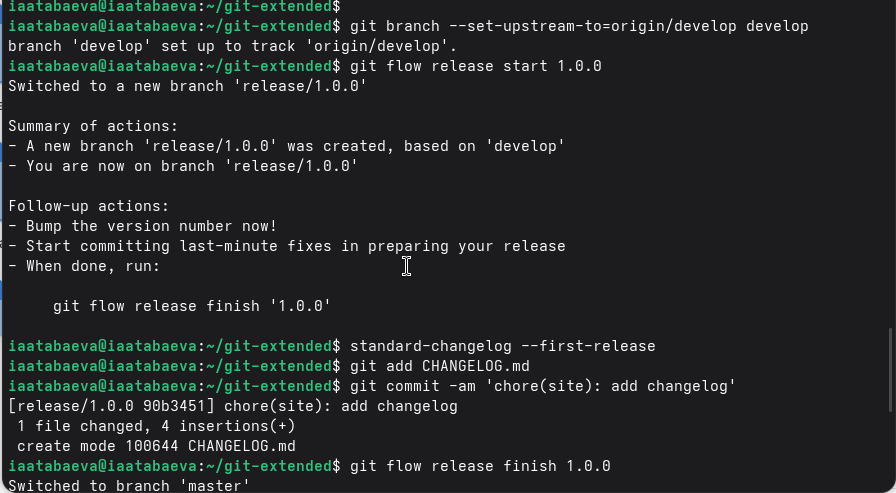 iaatabaeva@iaatabaeva:~/git-extended$
iaatabaeva@iaatabaeva:~/git-extended$ git branch --set-upstream-to=origin/develop develop
branch 'develop' set up to track 'origin/develop'.
iaatabaeva@iaatabaeva:~/git-extended$ git flow release start 1.0.0
Switched to a new branch 'release/1.0.0'
Summary of actions:
- A new branch 'release/1.0.0' was created, based on 'develop'
- You are now on branch 'release/1.0.0'
Follow-up actions:
- Bump the version number now!
- Start committing last-minute fixes in preparing your release
- When done, run:
git flow release finish '1.0.0'
iaatabaeva@iaatabaeva:~/git-extended$ standard-changelog --first-release
iaatabaeva@iaatabaeva:~/git-extended$ git add CHANGELOG.md
iaatabaeva@iaatabaeva:~/git-extended$ git commit -am 'chore(site): add changelog'
[release/1.0.0 90b3451] chore(site): add changelog
1 file changed, 4 insertions(+)
create mode 100644 CHANGELOG.md
iaatabaeva@iaatabaeva:~/git-extended$ git flow release finish 1.0.0
Switched to branch 'master'